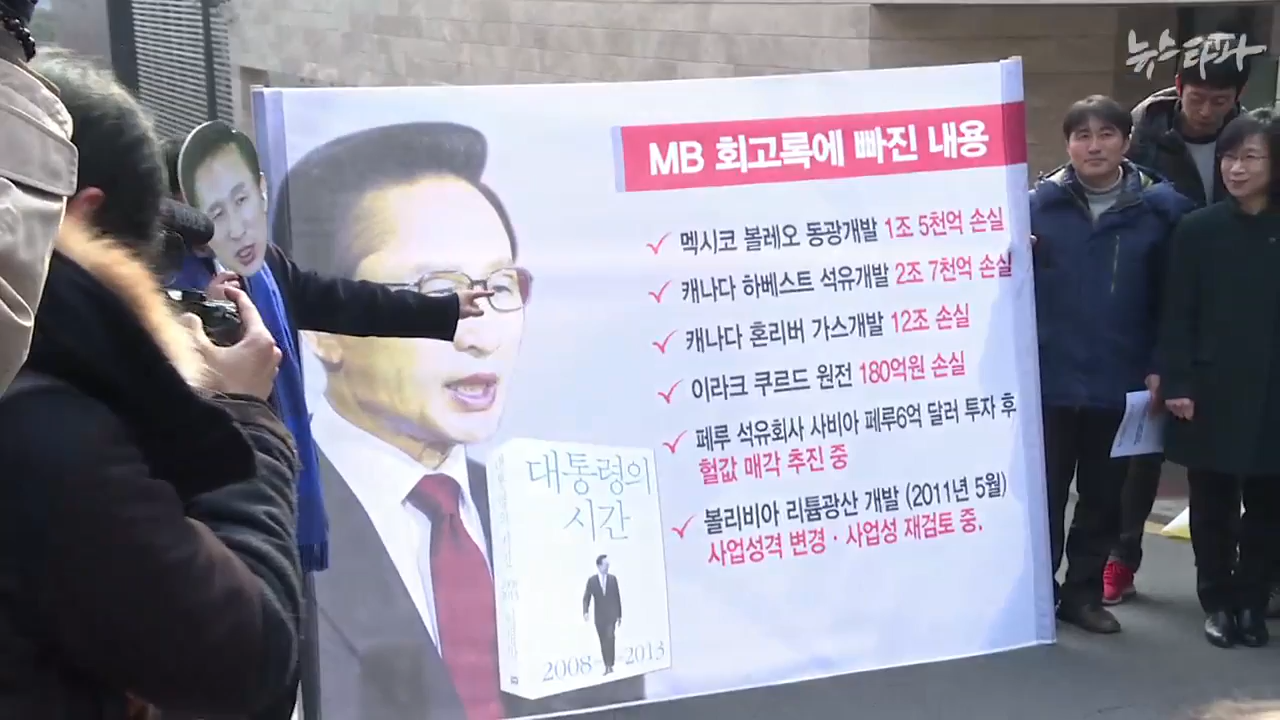 뉴스타파
MB 회고록에 빠진 내용
멕시코 볼레오 동광개발 1조 5천억 손실
캐나다 하베스트 석유개발 2조 7천억 손실
캐나다 혼리버 가스개발 12조 손실
이라크 쿠르드 원전 180억원 손실
페루 석유회사 사비아 페루6억 달러 투자 후
헐값 매각 추진 중
볼리비아 리튬광산 개발 (2011년 5월)
사업성격 변경 · 사업성 재검토 중.
대통령의
시간
2008 2013